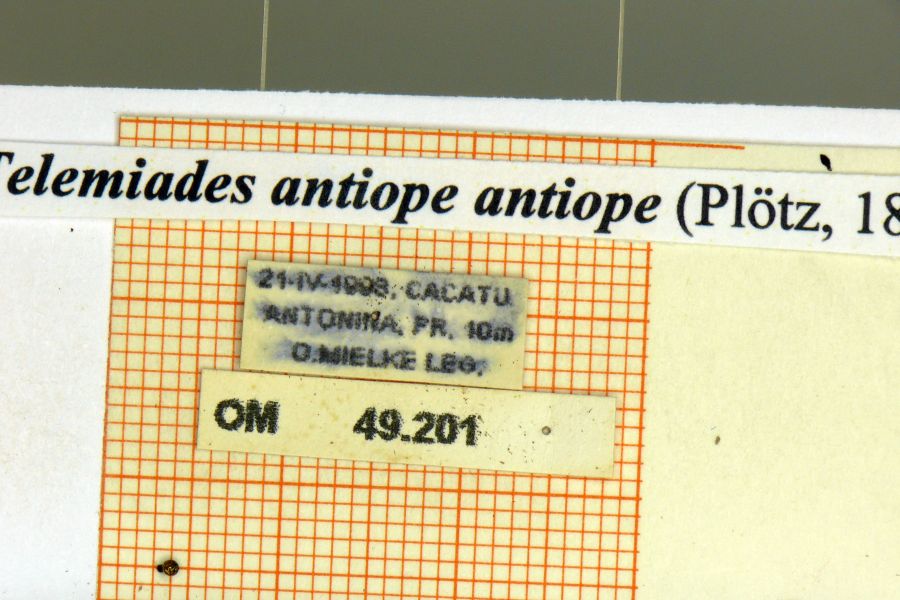 Telemiades antiope antiope (Plötz, 18
21-IV-1998, CACATU
ANTONINA, PR, 10m
O.MIELKE LEG.
OM 49.201